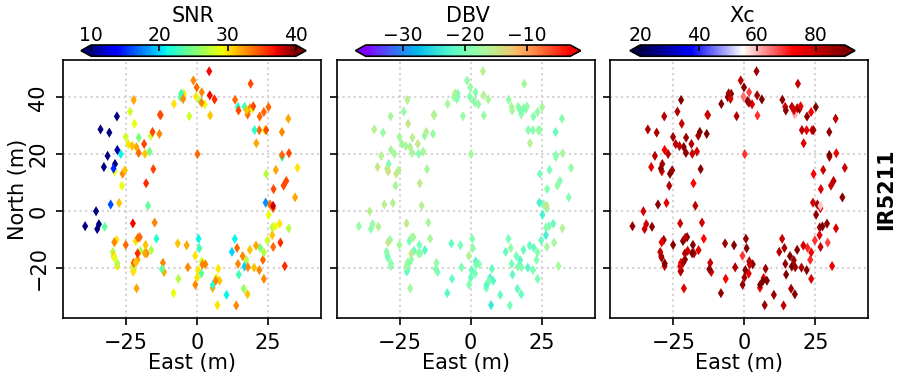 SNR DBV Xc
10 20 30 40 −30 −20 −10 20 40 60 80
40
20
0
−20
North (m)
−25 0 25 −25 0 25 −25 0 25
East (m) East (m) East (m)
IR5211